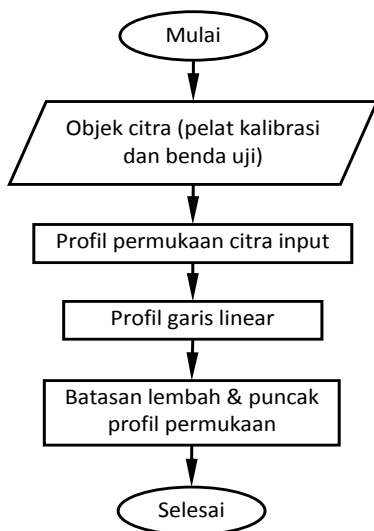 Mulai
Objek citra (pelat kalibrasi
dan benda uji)
Profil permukaan citra input
Profil garis linear
Batasan lembah & puncak
profil permukaan
Selesai